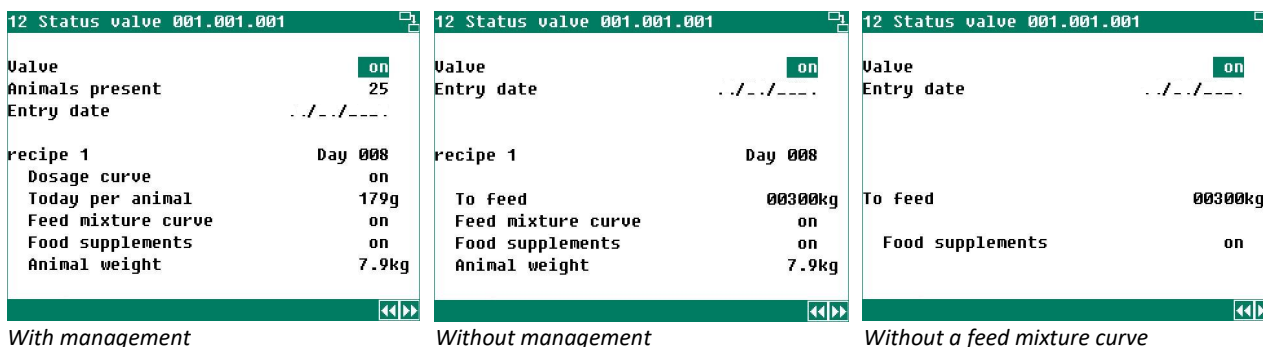 12 Status valve 001.001.001
Valve on
Animals present 25
Entry date . ./_ ./_ _ _ .
recipe 1 Day 008
Dosage curve on
Today per animal 179g
Feed mixture curve on
Food supplements on
Animal weight 7.9kg
With management
12 Status valve 001.001.001
Valve on
Entry date . ./_ ./_ _ _ .
recipe 1 Day 008
To feed 00300kg
Feed mixture curve on
Food supplements on
Animal weight 7.9kg
Without management
12 Status valve 001.001.001
Valve on
Entry date . ./_ ./_ _ _ .
To feed 00300kg
Food supplements on
Without a feed mixture curve